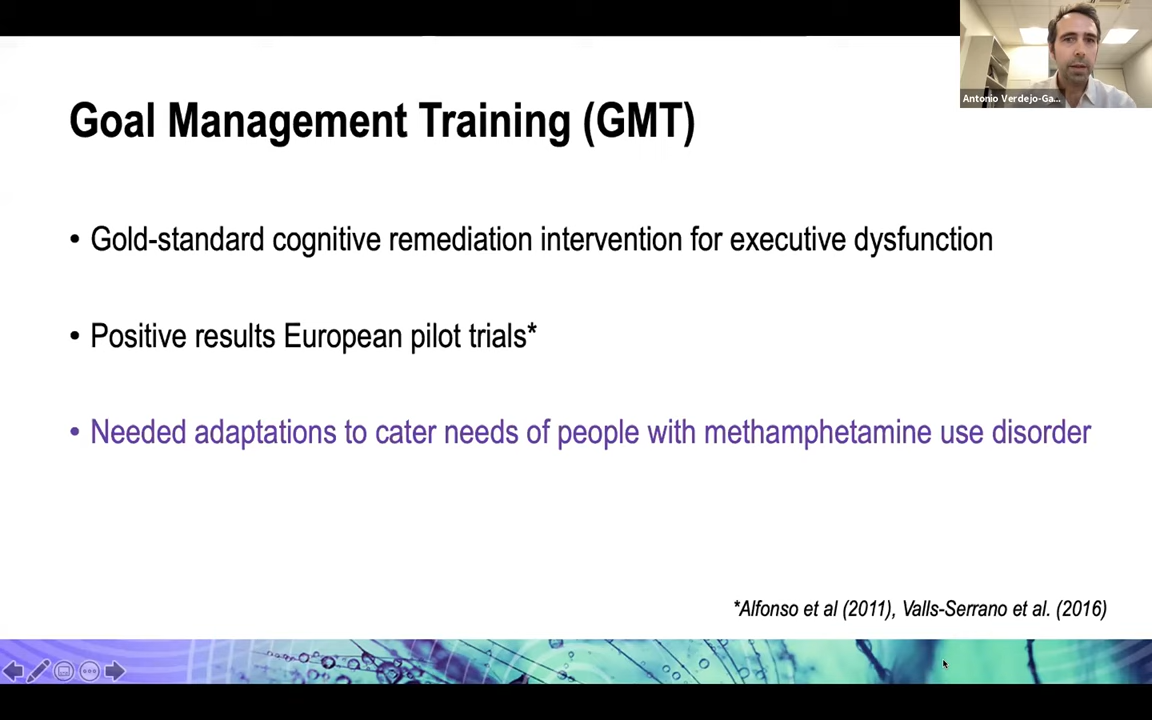 Antonio Verdejo-Ga...
Goal Management Training (GMT)
• Gold-standard cognitive remediation intervention for executive dysfunction
• Positive results European pilot trials*
• Needed adaptations to cater needs of people with methamphetamine use disorder
*Alfonso et al (2011), Valls-Serrano et al. (2016)